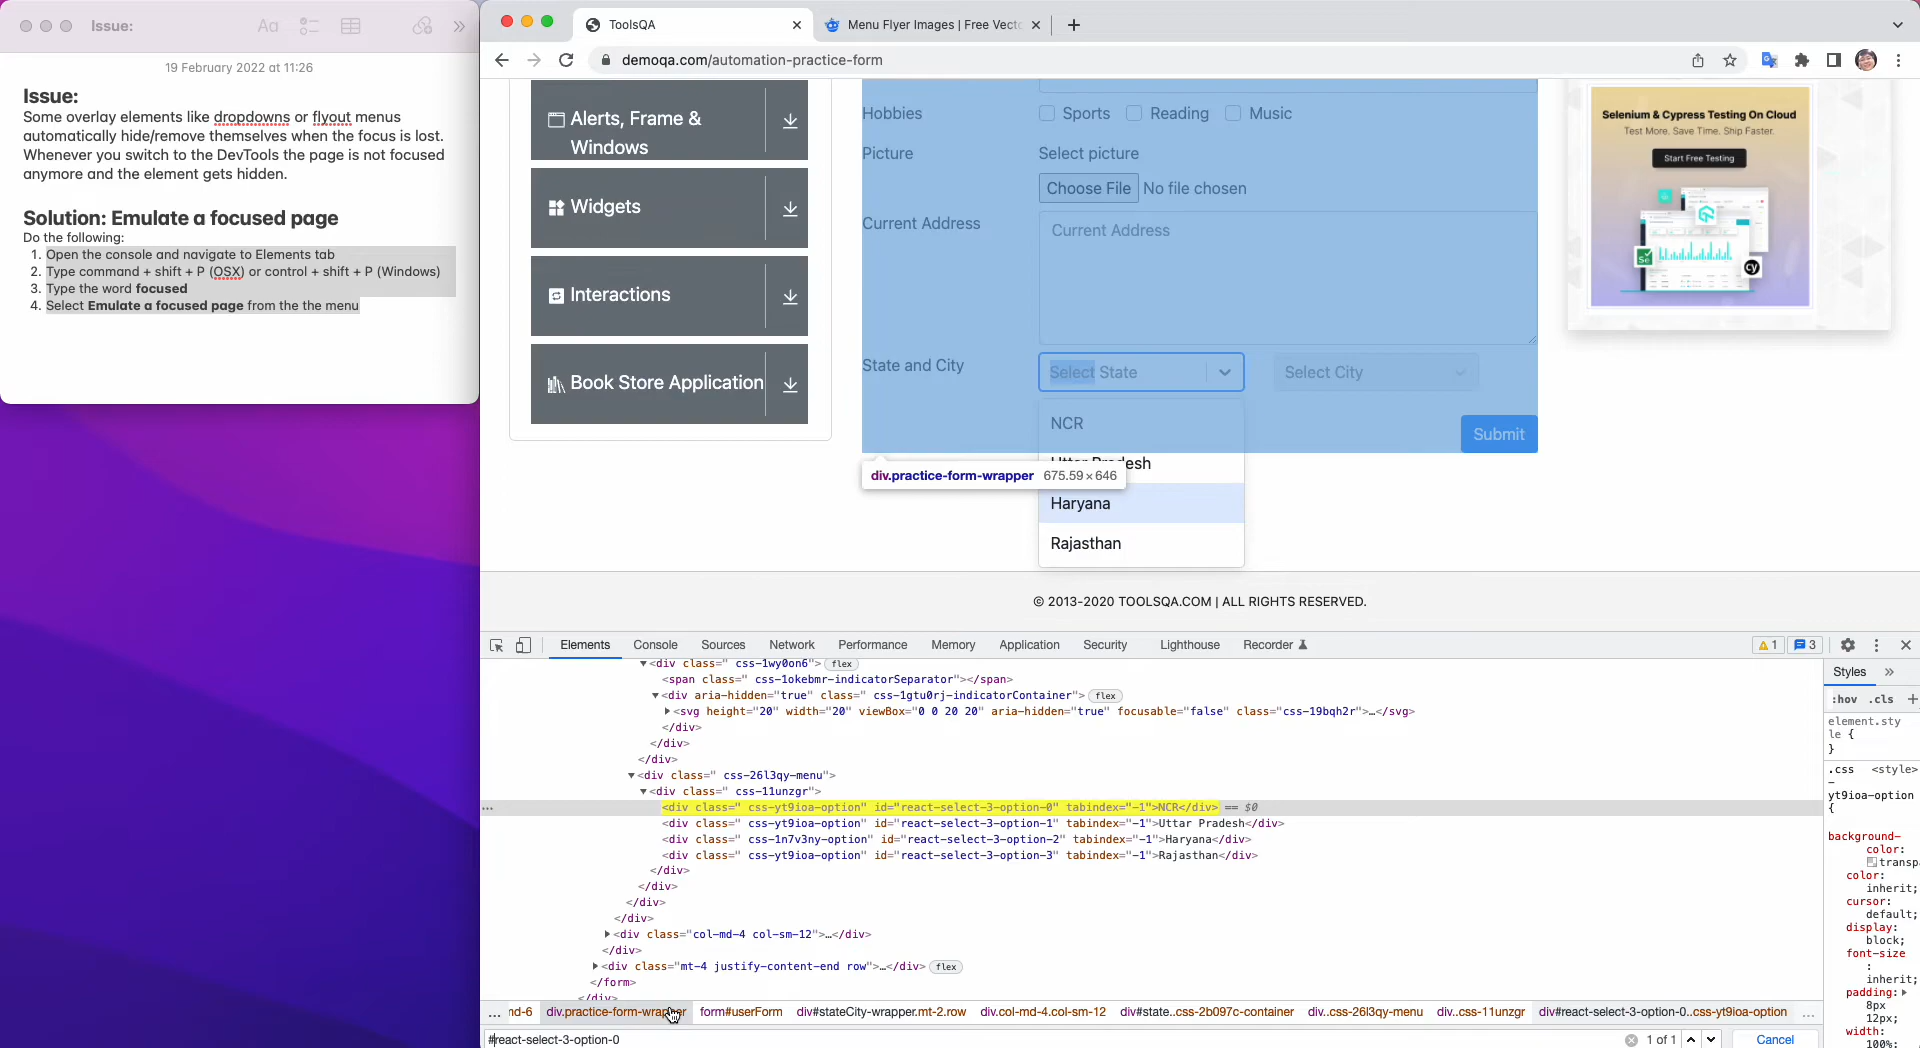 Issue:
Aa
19 February 2022 at 11:26
Issue:
Some overlay elements like dropdowns or flyout menus
automatically hide/remove themselves when the focus is lost.
Whenever you switch to the DevTools the page is not focused
anymore and the element gets hidden.
Solution: Emulate a focused page
Do the following:
1. Open the console and navigate to Elements tab
2. Type command + shift + P (OSX) or control + shift + P (Windows)
3. Type the word focused
4. Select Emulate a focused page from the the menu
ToolsQA
Menu Flyer Images | Free Vecto
demoqa.com/automation-practice-form
Alerts, Frame &
Windows
Widgets
Interactions
Book Store Application
Hobbies
Sports
Reading
Music
Picture
Select picture
Choose File No file chosen
Current Address
Current Address
State and City
Select State
Select City
NCR
Submit
div.practice-form-wrapper 675.59×646
Haryana
Rajasthan
Selenium & Cypress Testing On Cloud
Test More. Save Time. Ship Faster.
Start Free Testing
Se
cy
© 2013-2020 TOOLSQA.COM | ALL RIGHTS RESERVED.
Elements Console Sources Network Performance Memory Application Security Lighthouse Recorder 1 3
▼<div class=" css-1wy0on6"> flex
<span class=" css-1okebmr-indicatorSeparator"></span>
▼<div aria-hidden="true" class=" css-1gtu0rj-indicatorContainer"> flex
▶<svg height="20" width="20" viewBox="0 0 20 20" aria-hidden="true" focusable="false" class="css-19bqh2r">…</svg>
</div>
</div>
</div>
▼<div class=" css-26l3qy-menu">
▼<div class=" css-11unzgr">
<div class=" css-yt9ioa-option" id="react-select-3-option-0" tabindex="-1">NCR</div> == $0
<div class=" css-yt9ioa-option" id="react-select-3-option-1" tabindex="-1">Uttar Pradesh</div>
<div class=" css-1n7v3ny-option" id="react-select-3-option-2" tabindex="-1">Haryana</div>
<div class=" css-yt9ioa-option" id="react-select-3-option-3" tabindex="-1">Rajasthan</div>
</div>
</div>
</div>
</div>
▶<div class="col-md-4 col-sm-12">…</div>
</div>
▶<div class="mt-4 justify-content-end row">…</div> flex
</form>
</div>
Styles
:hov .cls +
element.sty
le {
}
.css <style>
–
yt9ioa-option
{
background-
color:
transp
color:
inherit;
cursor:
default;
display:
block;
font-size
:
inherit;
padding:▶
8px
12px;
width:
100%;
… nd-6 div.practice-form-wrapper form#userForm div#stateCity-wrapper.mt-2.row div.col-md-4.col-sm-12 div#state..css-2b097c-container div..css-26l3qy-menu div..css-11unzgr div#react-select-3-option-0..css-yt9ioa-option …
#react-select-3-option-0
1 of 1
Cancel